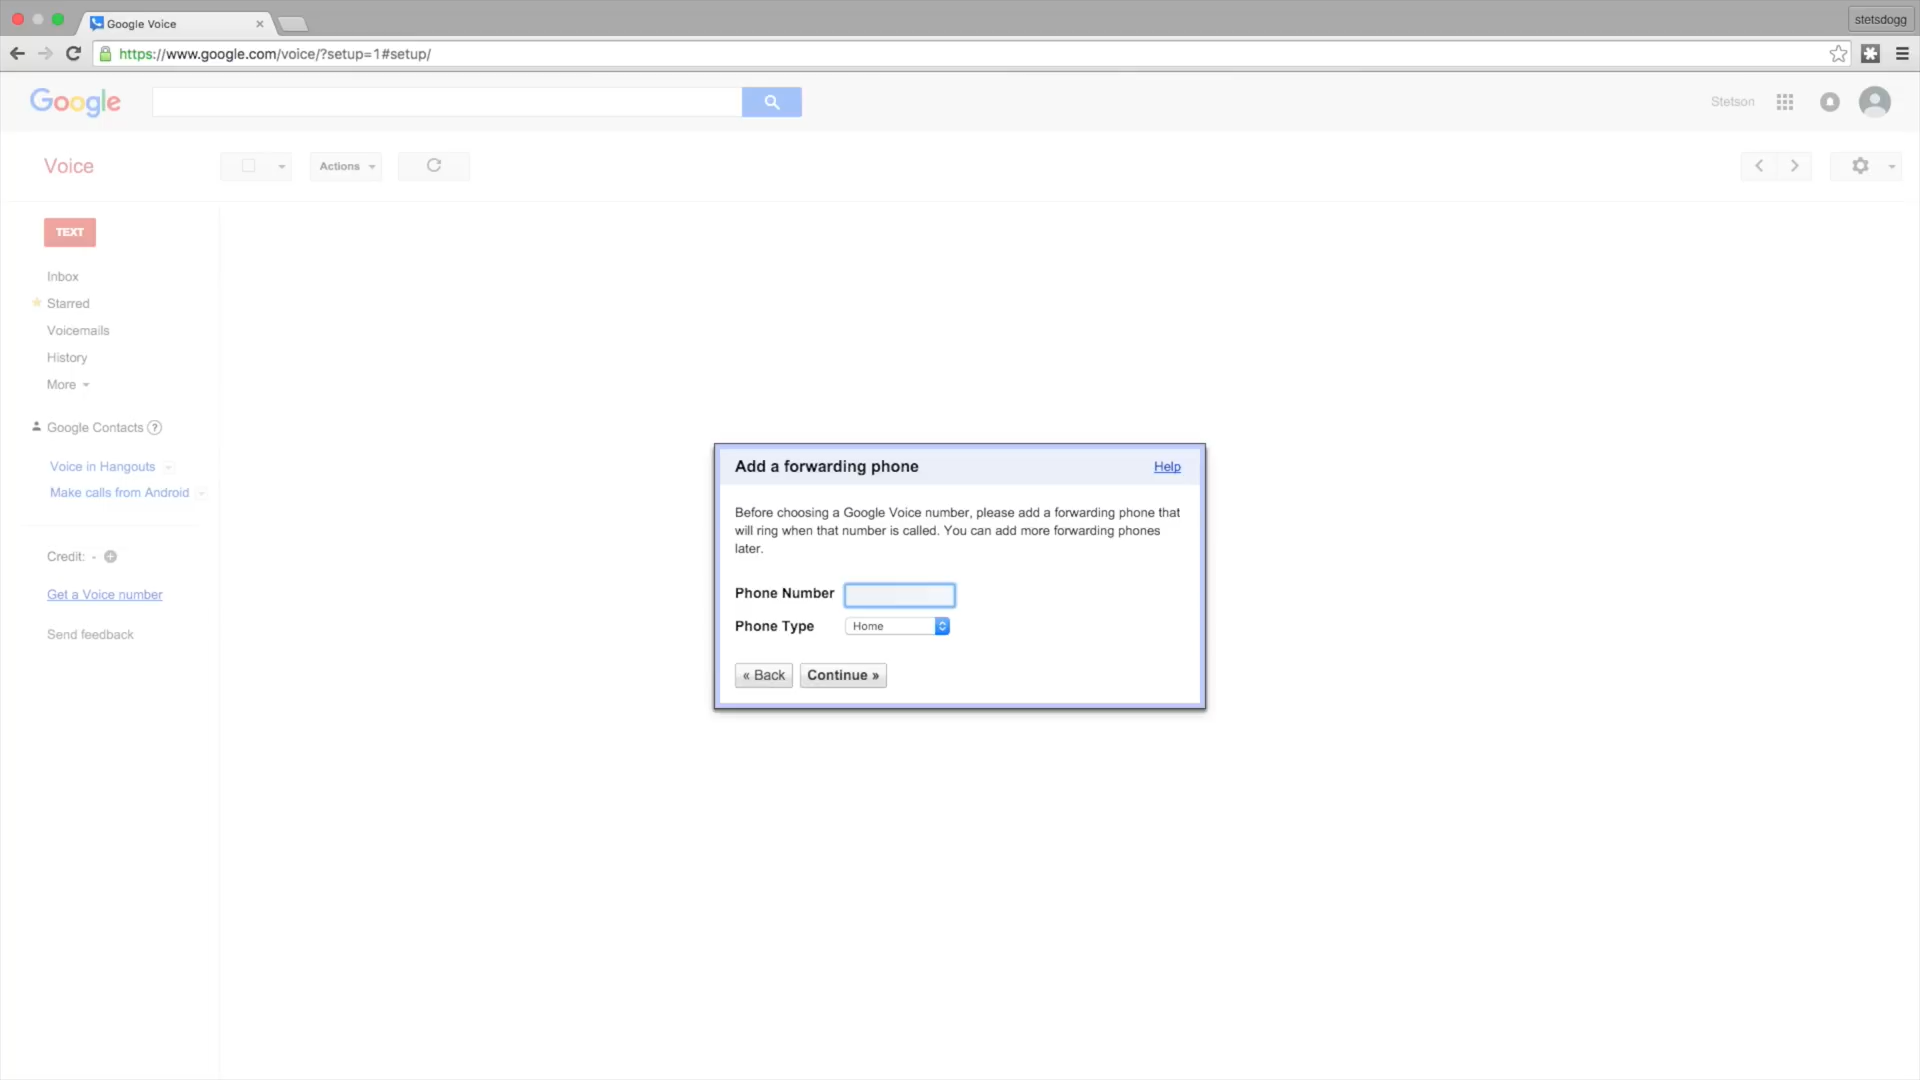 Google Voice
stetsdogg
https://www.google.com/voice/?setup=1#setup/
Google
Stetson
Voice
Actions
TEXT
Inbox
Starred
Voicemails
History
More
Google Contacts ?
Voice in Hangouts
Make calls from Android
Credit: -
Get a Voice number
Send feedback
Add a forwarding phone
Help
Before choosing a Google Voice number, please add a forwarding phone that
will ring when that number is called. You can add more forwarding phones
later.
Phone Number
Phone Type Home
« Back Continue »